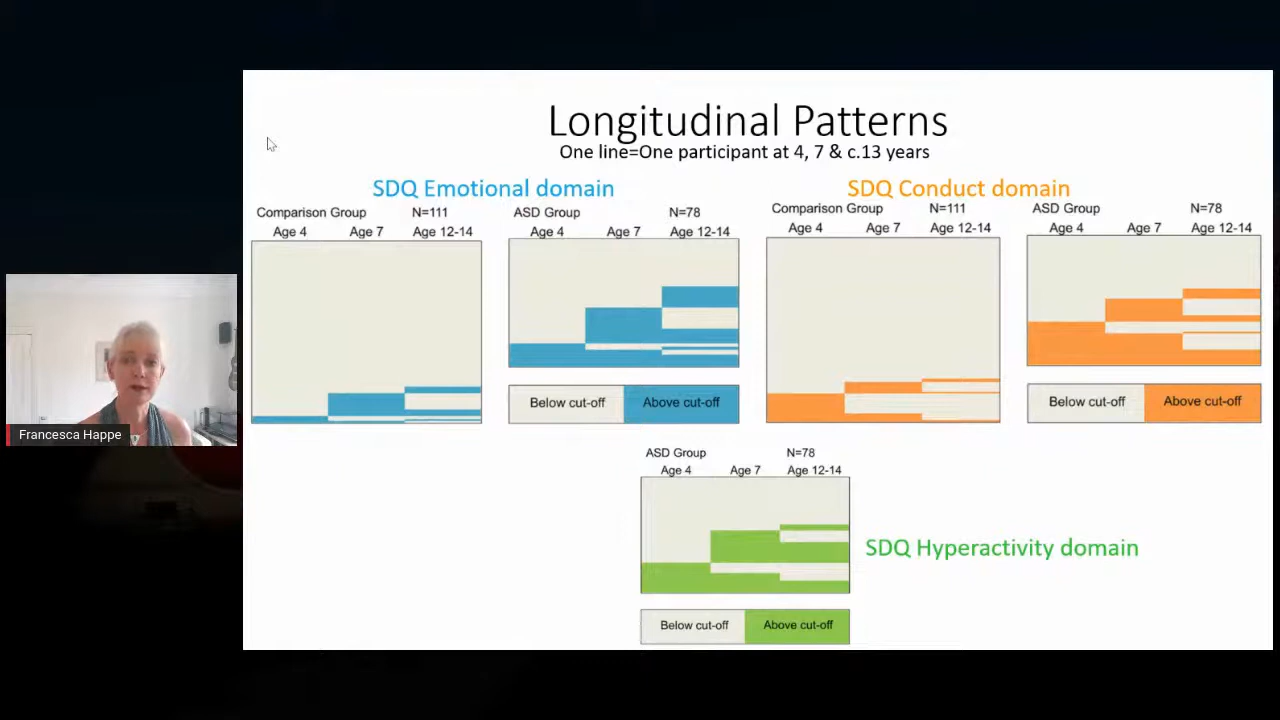 Longitudinal Patterns
One line=One participant at 4, 7 & c.13 years
SDQ Emotional domain
SDQ Conduct domain
Comparison Group N=111
Age 4 Age 7 Age 12-14
ASD Group N=78
Age 4 Age 7 Age 12-14
Comparison Group N=111
Age 4 Age 7 Age 12-14
ASD Group N=78
Age 4 Age 7 Age 12-14
Below cut-off Above cut-off
Below cut-off Above cut-off
Francesca Happe
ASD Group N=78
Age 4 Age 7 Age 12-14
SDQ Hyperactivity domain
Below cut-off Above cut-off